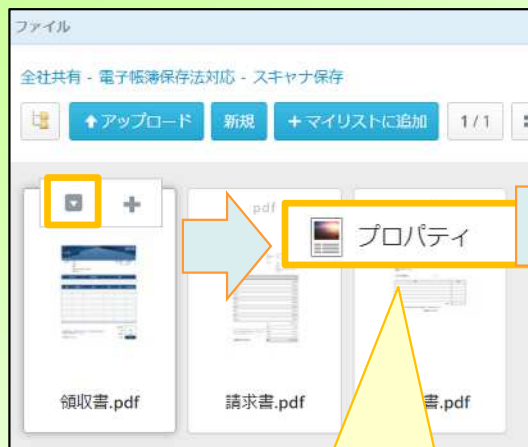 ファイル
全社共有 - 電子帳簿保存法対応 - スキャナ保存
アップロード 新規 +マイリストに追加 1 / 1
pdf
プロパティ
領収書.pdf 請求書.pdf 書.pdf